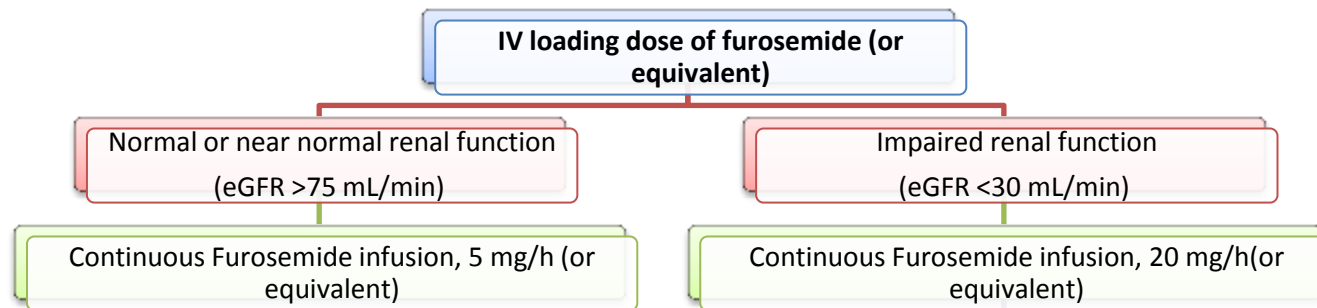 IV loading dose of furosemide (or
equivalent)
Normal or near normal renal function
(eGFR >75 mL/min)
Impaired renal function
(eGFR <30 mL/min)
Continuous Furosemide infusion, 5 mg/h (or
equivalent)
Continuous Furosemide infusion, 20 mg/h(or
equivalent)